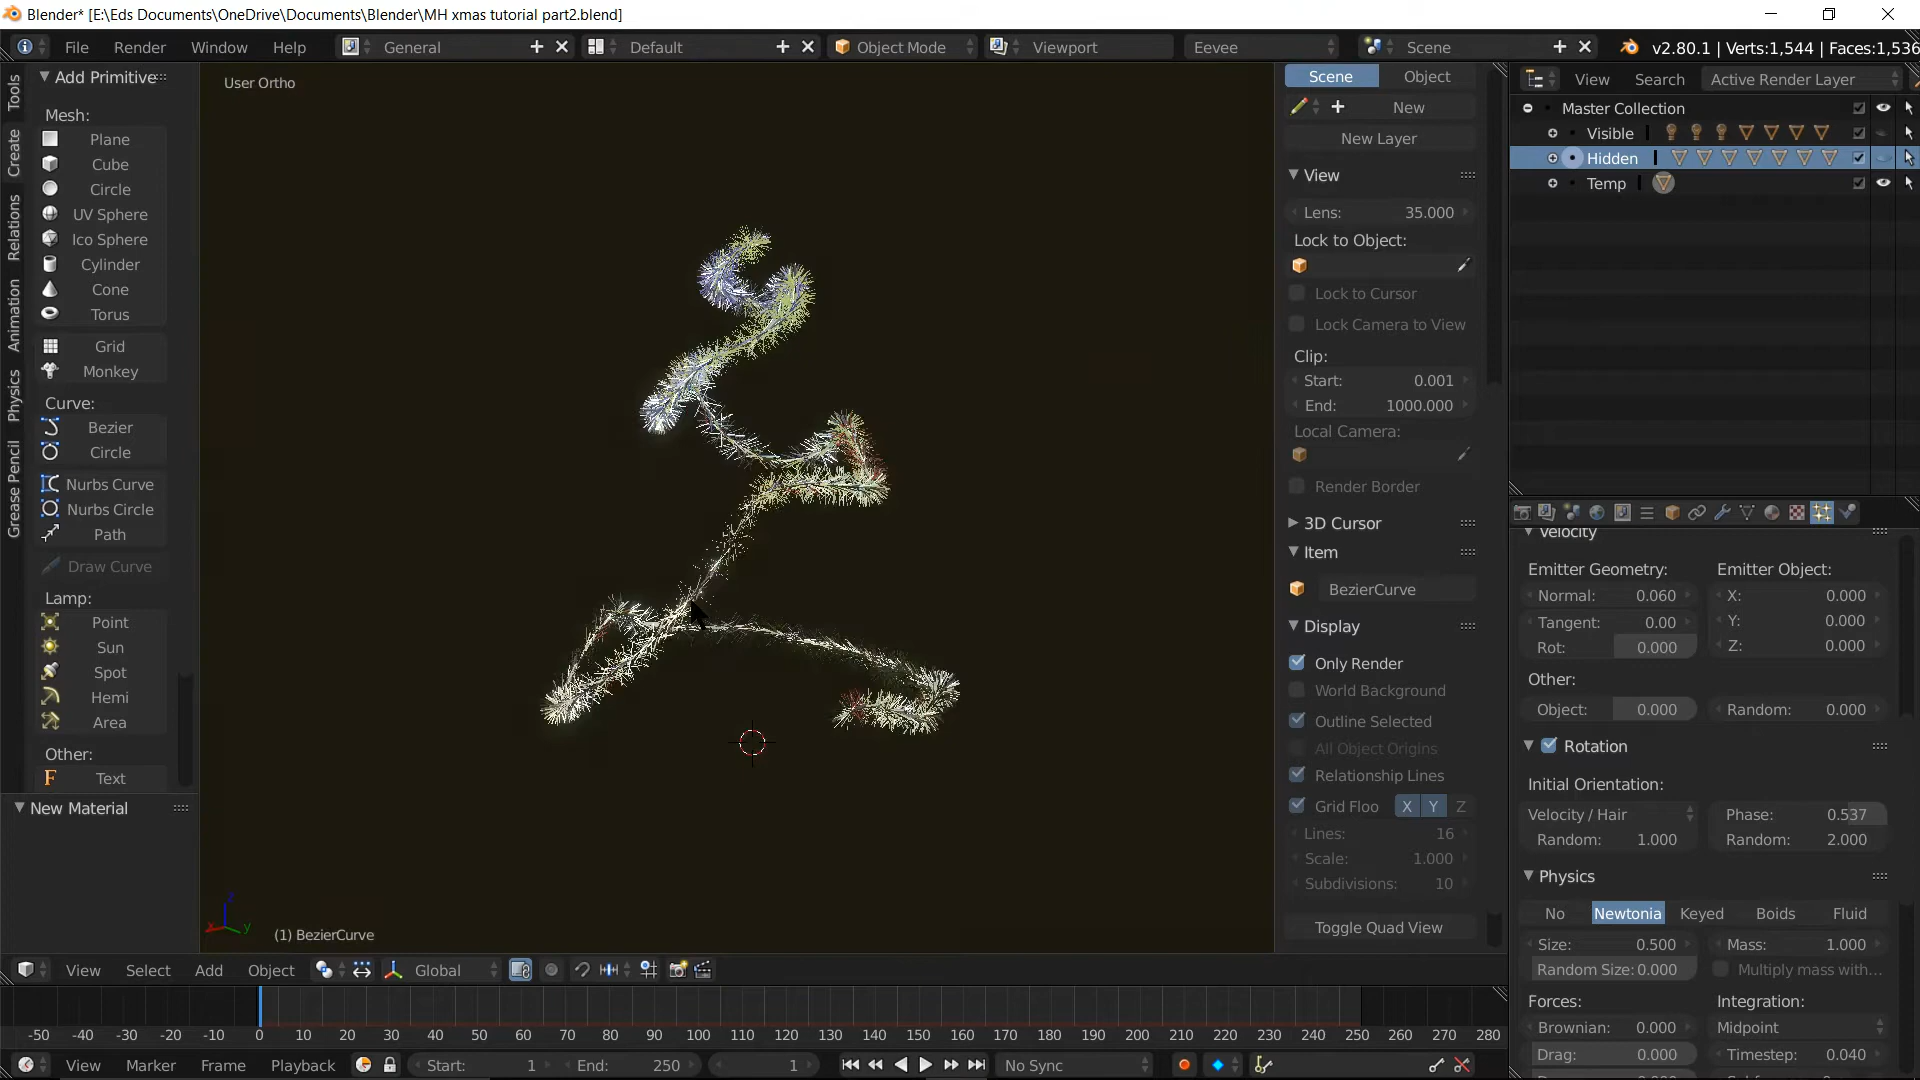 Blender* [E:\Eds Documents\OneDrive\Documents\Blender\MH xmas tutorial part2.blend]
File Render Window Help General Default Object Mode Viewport Eevee Scene v2.80.1 | Verts:1,544 | Faces:1,536
Tools
Create
Relations
Animation
Physics
Grease Pencil
Add Primitive
Mesh:
Plane
Cube
Circle
UV Sphere
Ico Sphere
Cylinder
Cone
Torus
Grid
Monkey
Curve:
Bezier
Circle
Nurbs Curve
Nurbs Circle
Path
Draw Curve
Lamp:
Point
Sun
Spot
Hemi
Area
Other:
Text
New Material
User Ortho
(1) BezierCurve
Scene Object
New
New Layer
View
Lens: 35.000
Lock to Object:
Lock to Cursor
Lock Camera to View
Clip:
Start: 0.001
End: 1000.000
Local Camera:
Render Border
3D Cursor
Item
BezierCurve
Display
Only Render
World Background
Outline Selected
All Object Origins
Relationship Lines
Grid Floo X Y Z
Lines: 16
Scale: 1.000
Subdivisions: 10
Toggle Quad View
View Search Active Render Layer
Master Collection
Visible
Hidden
Temp
Velocity
Emitter Geometry: Emitter Object:
Normal: 0.060 X: 0.000
Tangent: 0.00 Y: 0.000
Rot: 0.000 Z: 0.000
Other:
Object: 0.000 Random: 0.000
Rotation
Initial Orientation:
Velocity / Hair Phase: 0.537
Random: 1.000 Random: 2.000
Physics
No Newtonia Keyed Boids Fluid
Size: 0.500 Mass: 1.000
Random Size: 0.000 Multiply mass with...
Forces: Integration:
Brownian: 0.000 Midpoint
Drag: 0.000 Timestep: 0.040
View Select Add Object Global
-50 -40 -30 -20 -10 0 10 20 30 40 50 60 70 80 90 100 110 120 130 140 150 160 170 180 190 200 210 220 230 240 250 260 270 280
View Marker Frame Playback Start: 1 End: 250 1 No Sync